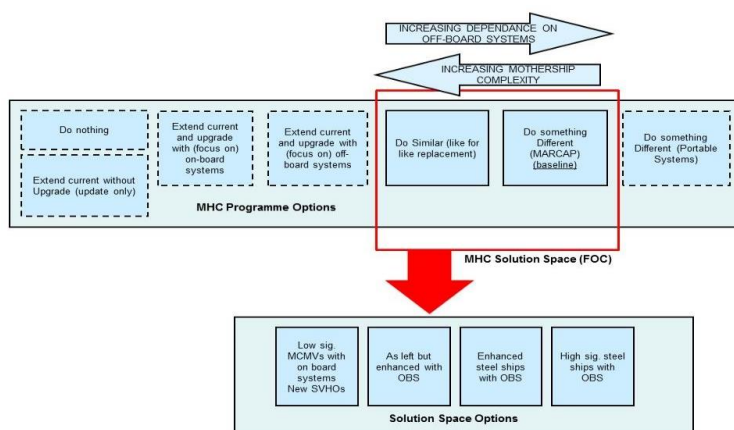 INCREASING DEPENDANCE ON
OFF-BOARD SYSTEMS
INCREASING MOTHERSHIP
COMPLEXITY
Do nothing
Extend current without
Upgrade (update only)
Extend current
and upgrade
with (focus on)
on-board
systems
Extend current
and upgrade with
(focus on) off-
board systems
Do Similar (like for
like replacement)
Do something
Different
(MARCAP)
(baseline)
Do something
Different (Portable
Systems)
MHC Programme Options
MHC Solution Space (FOC)
Low sig.
MCMVs with
on board
systems
New SVHOs
As left but
enhanced with
OBS
Enhanced
steel ships
with OBS
High sig. steel
ships with
OBS
Solution Space Options